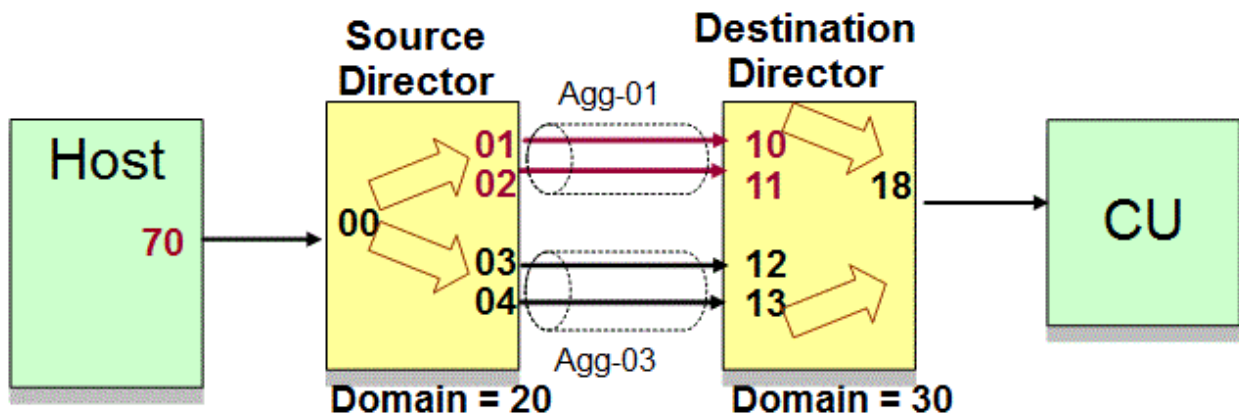 Source
Director
Destination
Director
Agg-01
Host
70
00
01
02
03
04
10
11
12
13
18
CU
Agg-03
Domain = 20
Domain = 30